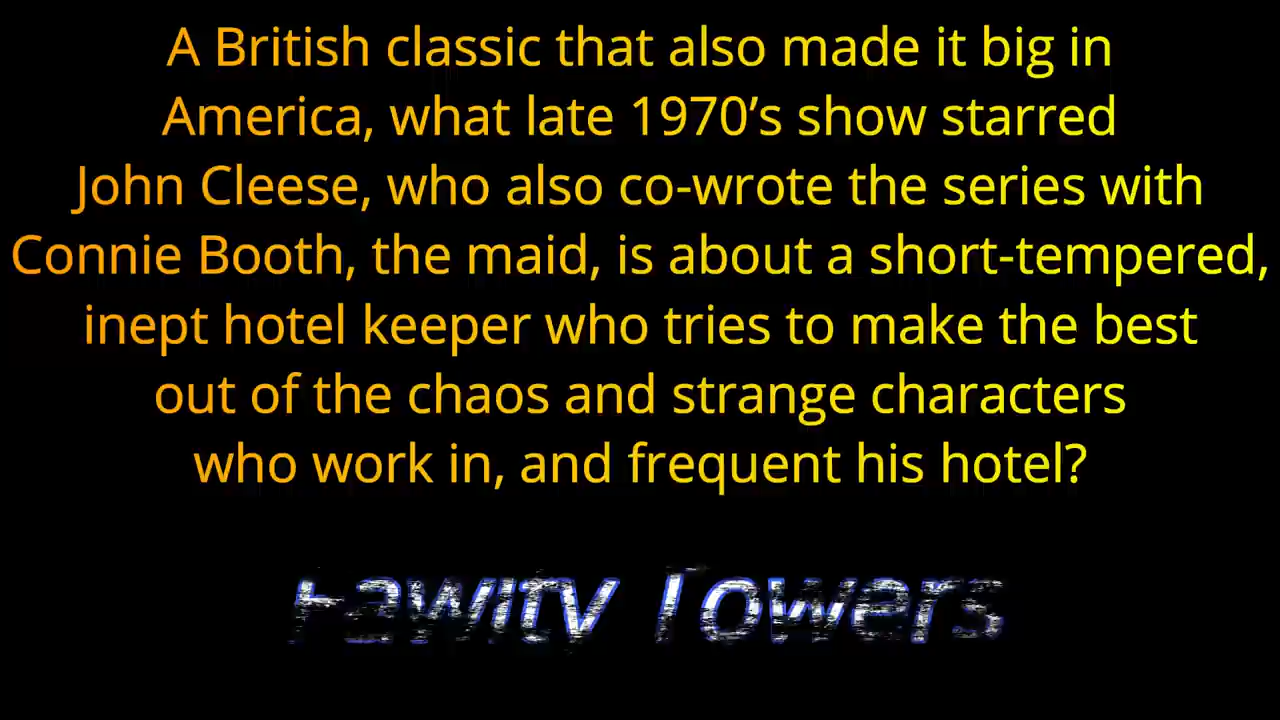 A British classic that also made it big in
America, what late 1970’s show starred
John Cleese, who also co-wrote the series with
Connie Booth, the maid, is about a short-tempered,
inept hotel keeper who tries to make the best
out of the chaos and strange characters
who work in, and frequent his hotel?
Fawlty Towers